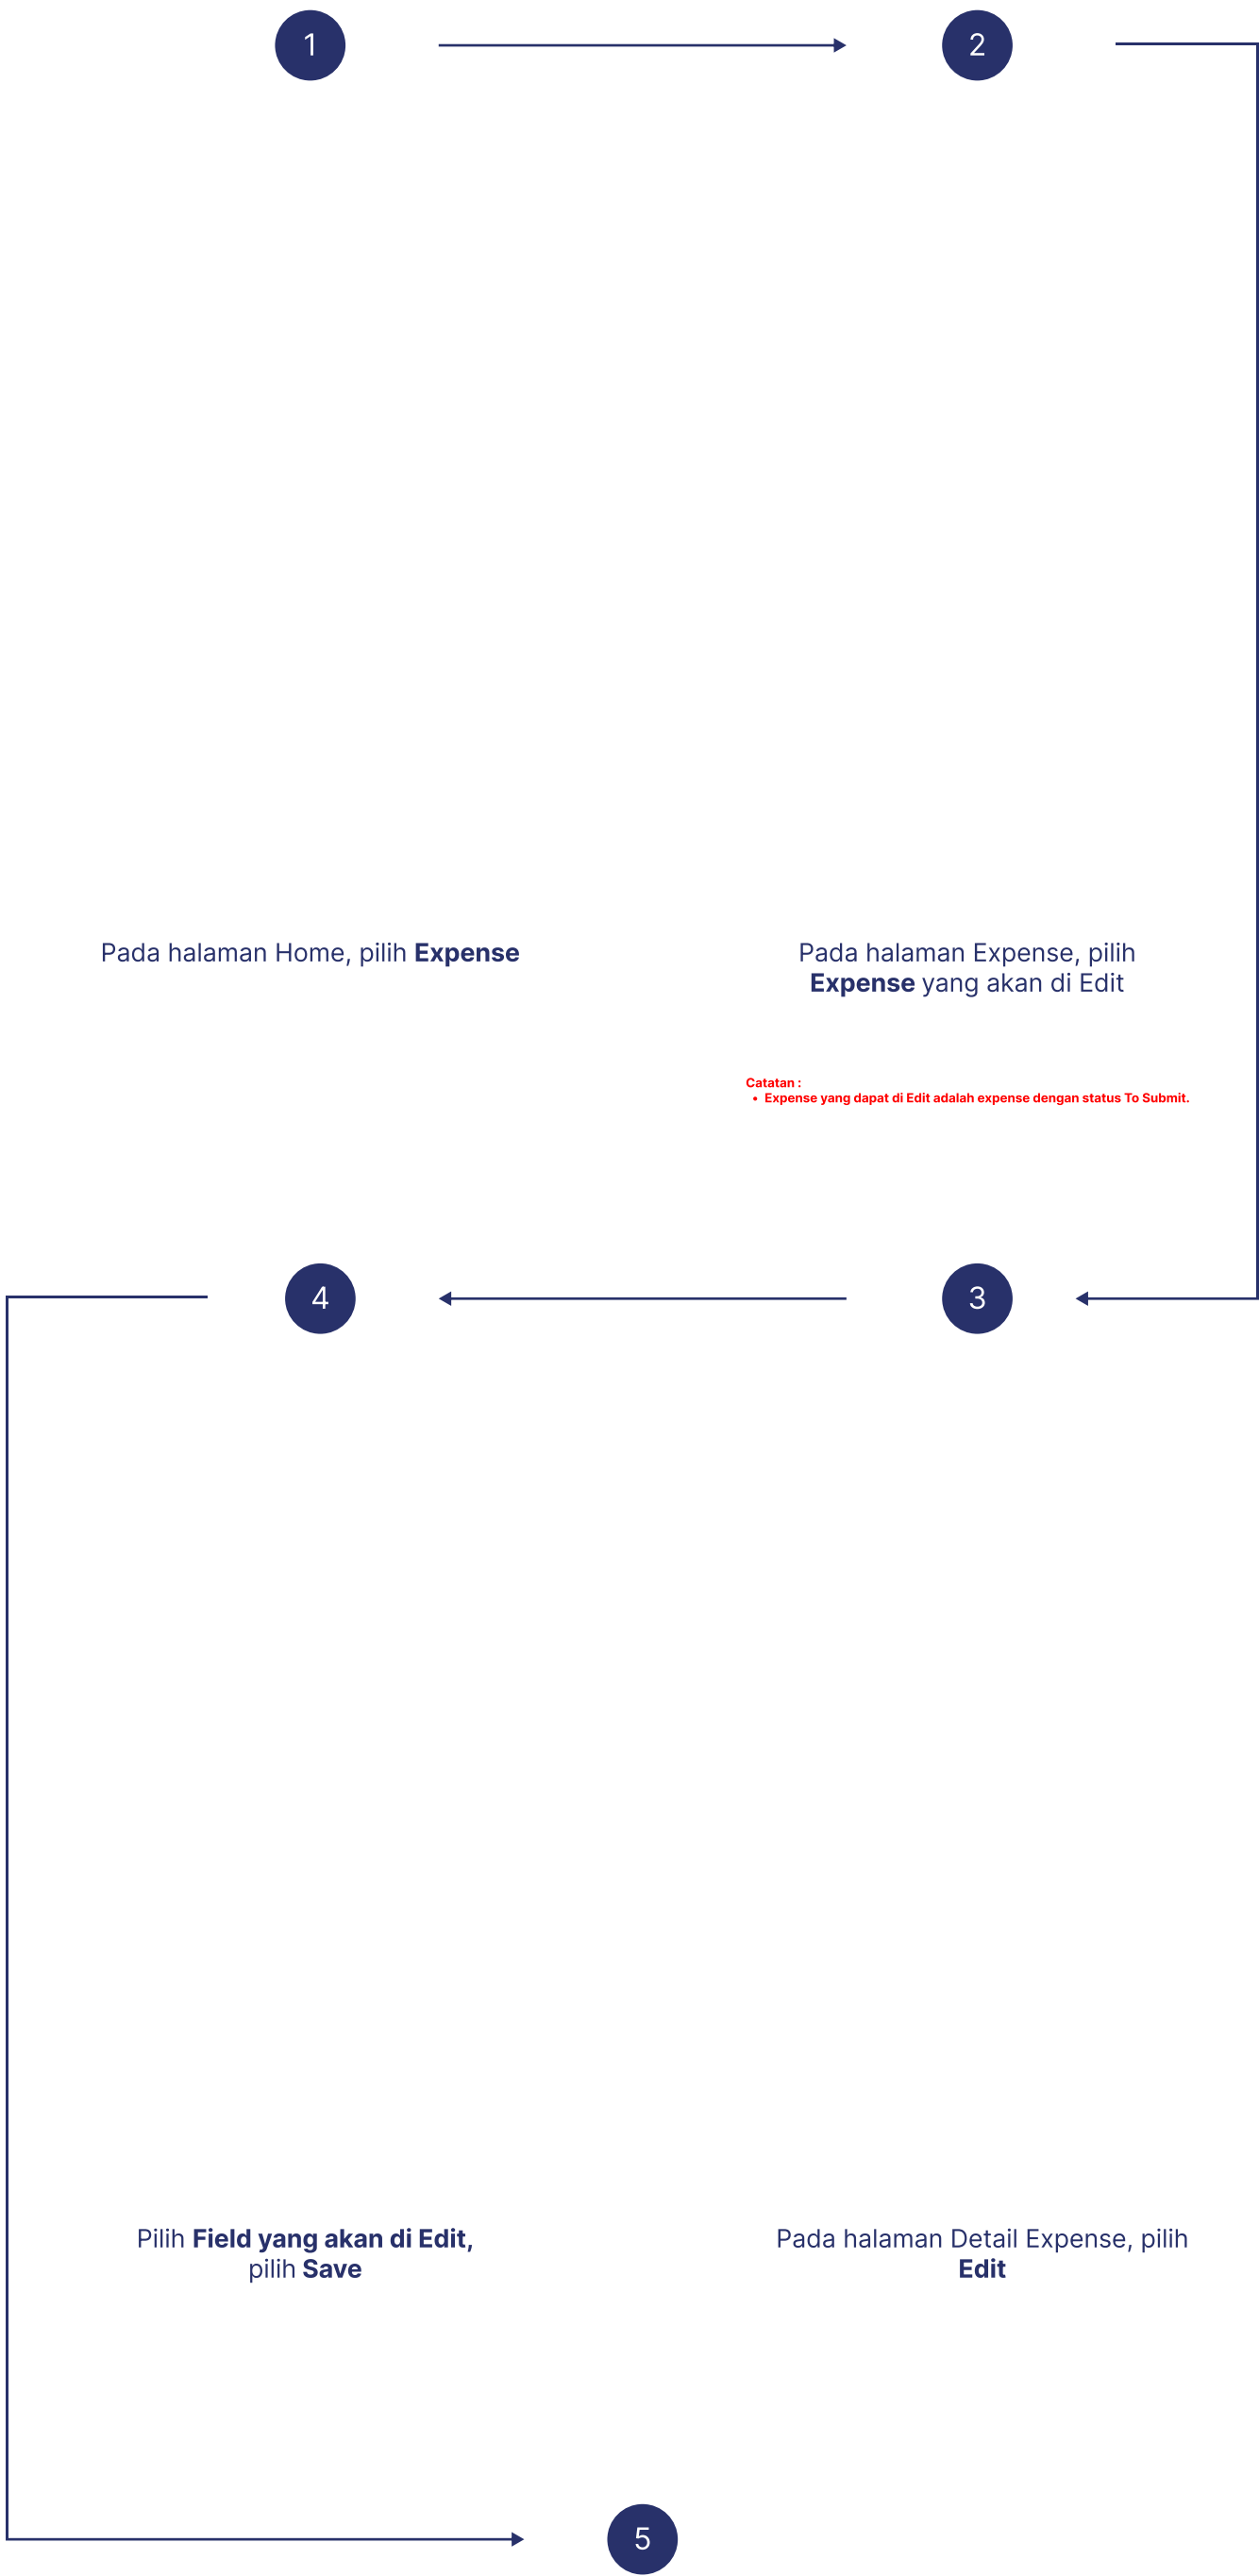 1
2
Pada halaman Home, pilih Expense
Pada halaman Expense, pilih
Expense yang akan di Edit
Catatan :
• Expense yang dapat di Edit adalah expense dengan status To Submit.
3
4
Pada halaman Detail Expense, pilih
Edit
Pilih Field yang akan di Edit,
pilih Save
5